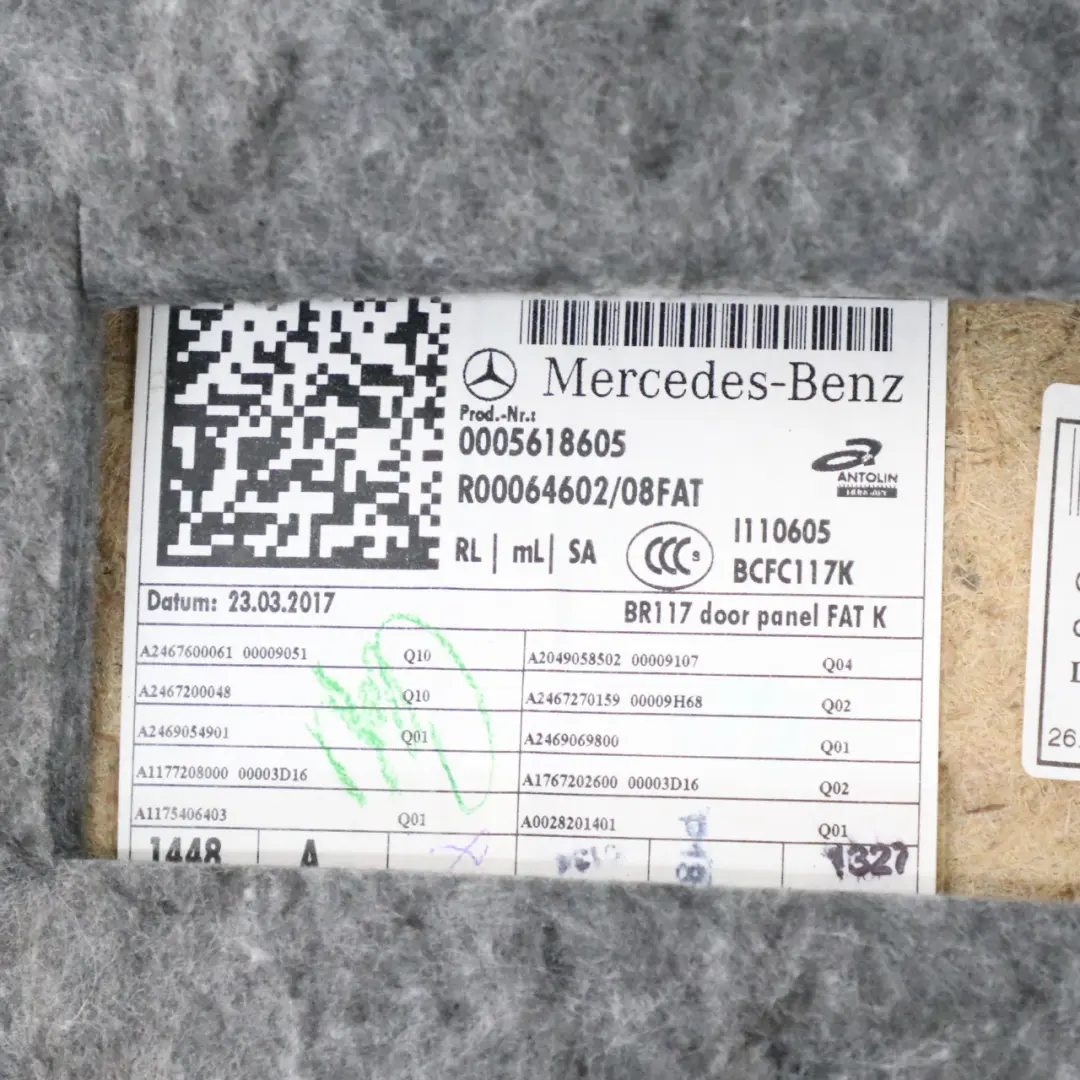 Mercedes-Benz
Prod.-Nr.:
0005618605
R00064602/08FAT
ANTOLIN
RL | mL | SA
CCC S
I110605
BCFC117K
Datum: 23.03.2017
BR117 door panel FAT K
A2467600061 00009051 Q10
A2049058502 00009107 Q04
A2467200048 Q10
A2467270159 00009H68 Q02
A2469054901 Q01
A2469069800 Q01
A1177208000 00003D16
A1767202600 00003D16 Q02
A1175406403 Q01
A0028201401 Q01
1448 A 1327
26.